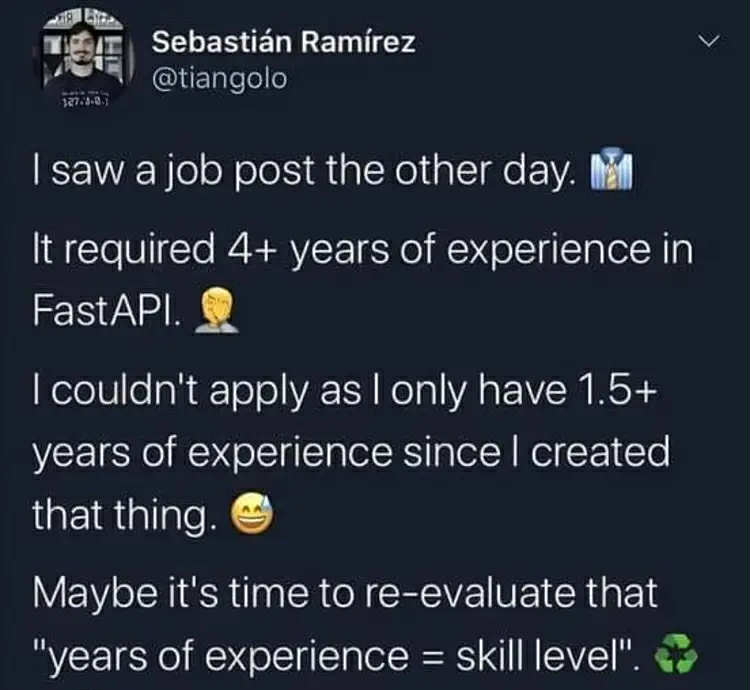 Sebastián Ramírez
@tiangolo
I saw a job post the other day. 👔
It required 4+ years of experience in
FastAPI. 🤦
I couldn't apply as I only have 1.5+
years of experience since I created
that thing. 😅
Maybe it's time to re-evaluate that
"years of experience = skill level". ♻️